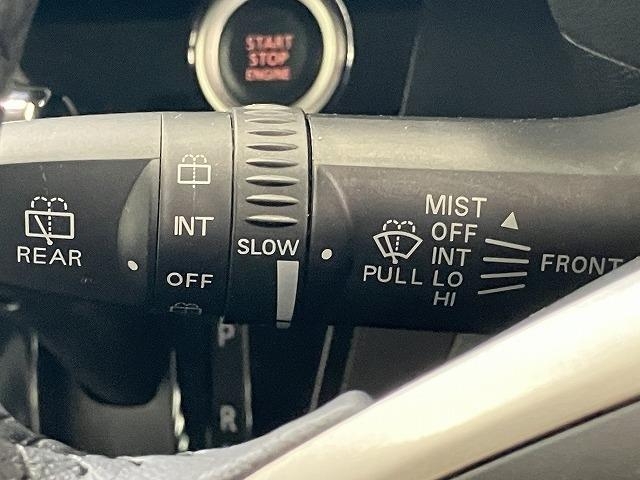 START
STOP
ENGINE
REAR
INT
OFF
SLOW
PULL
MIST
OFF
INT
LO
HI
FRONT
P
R